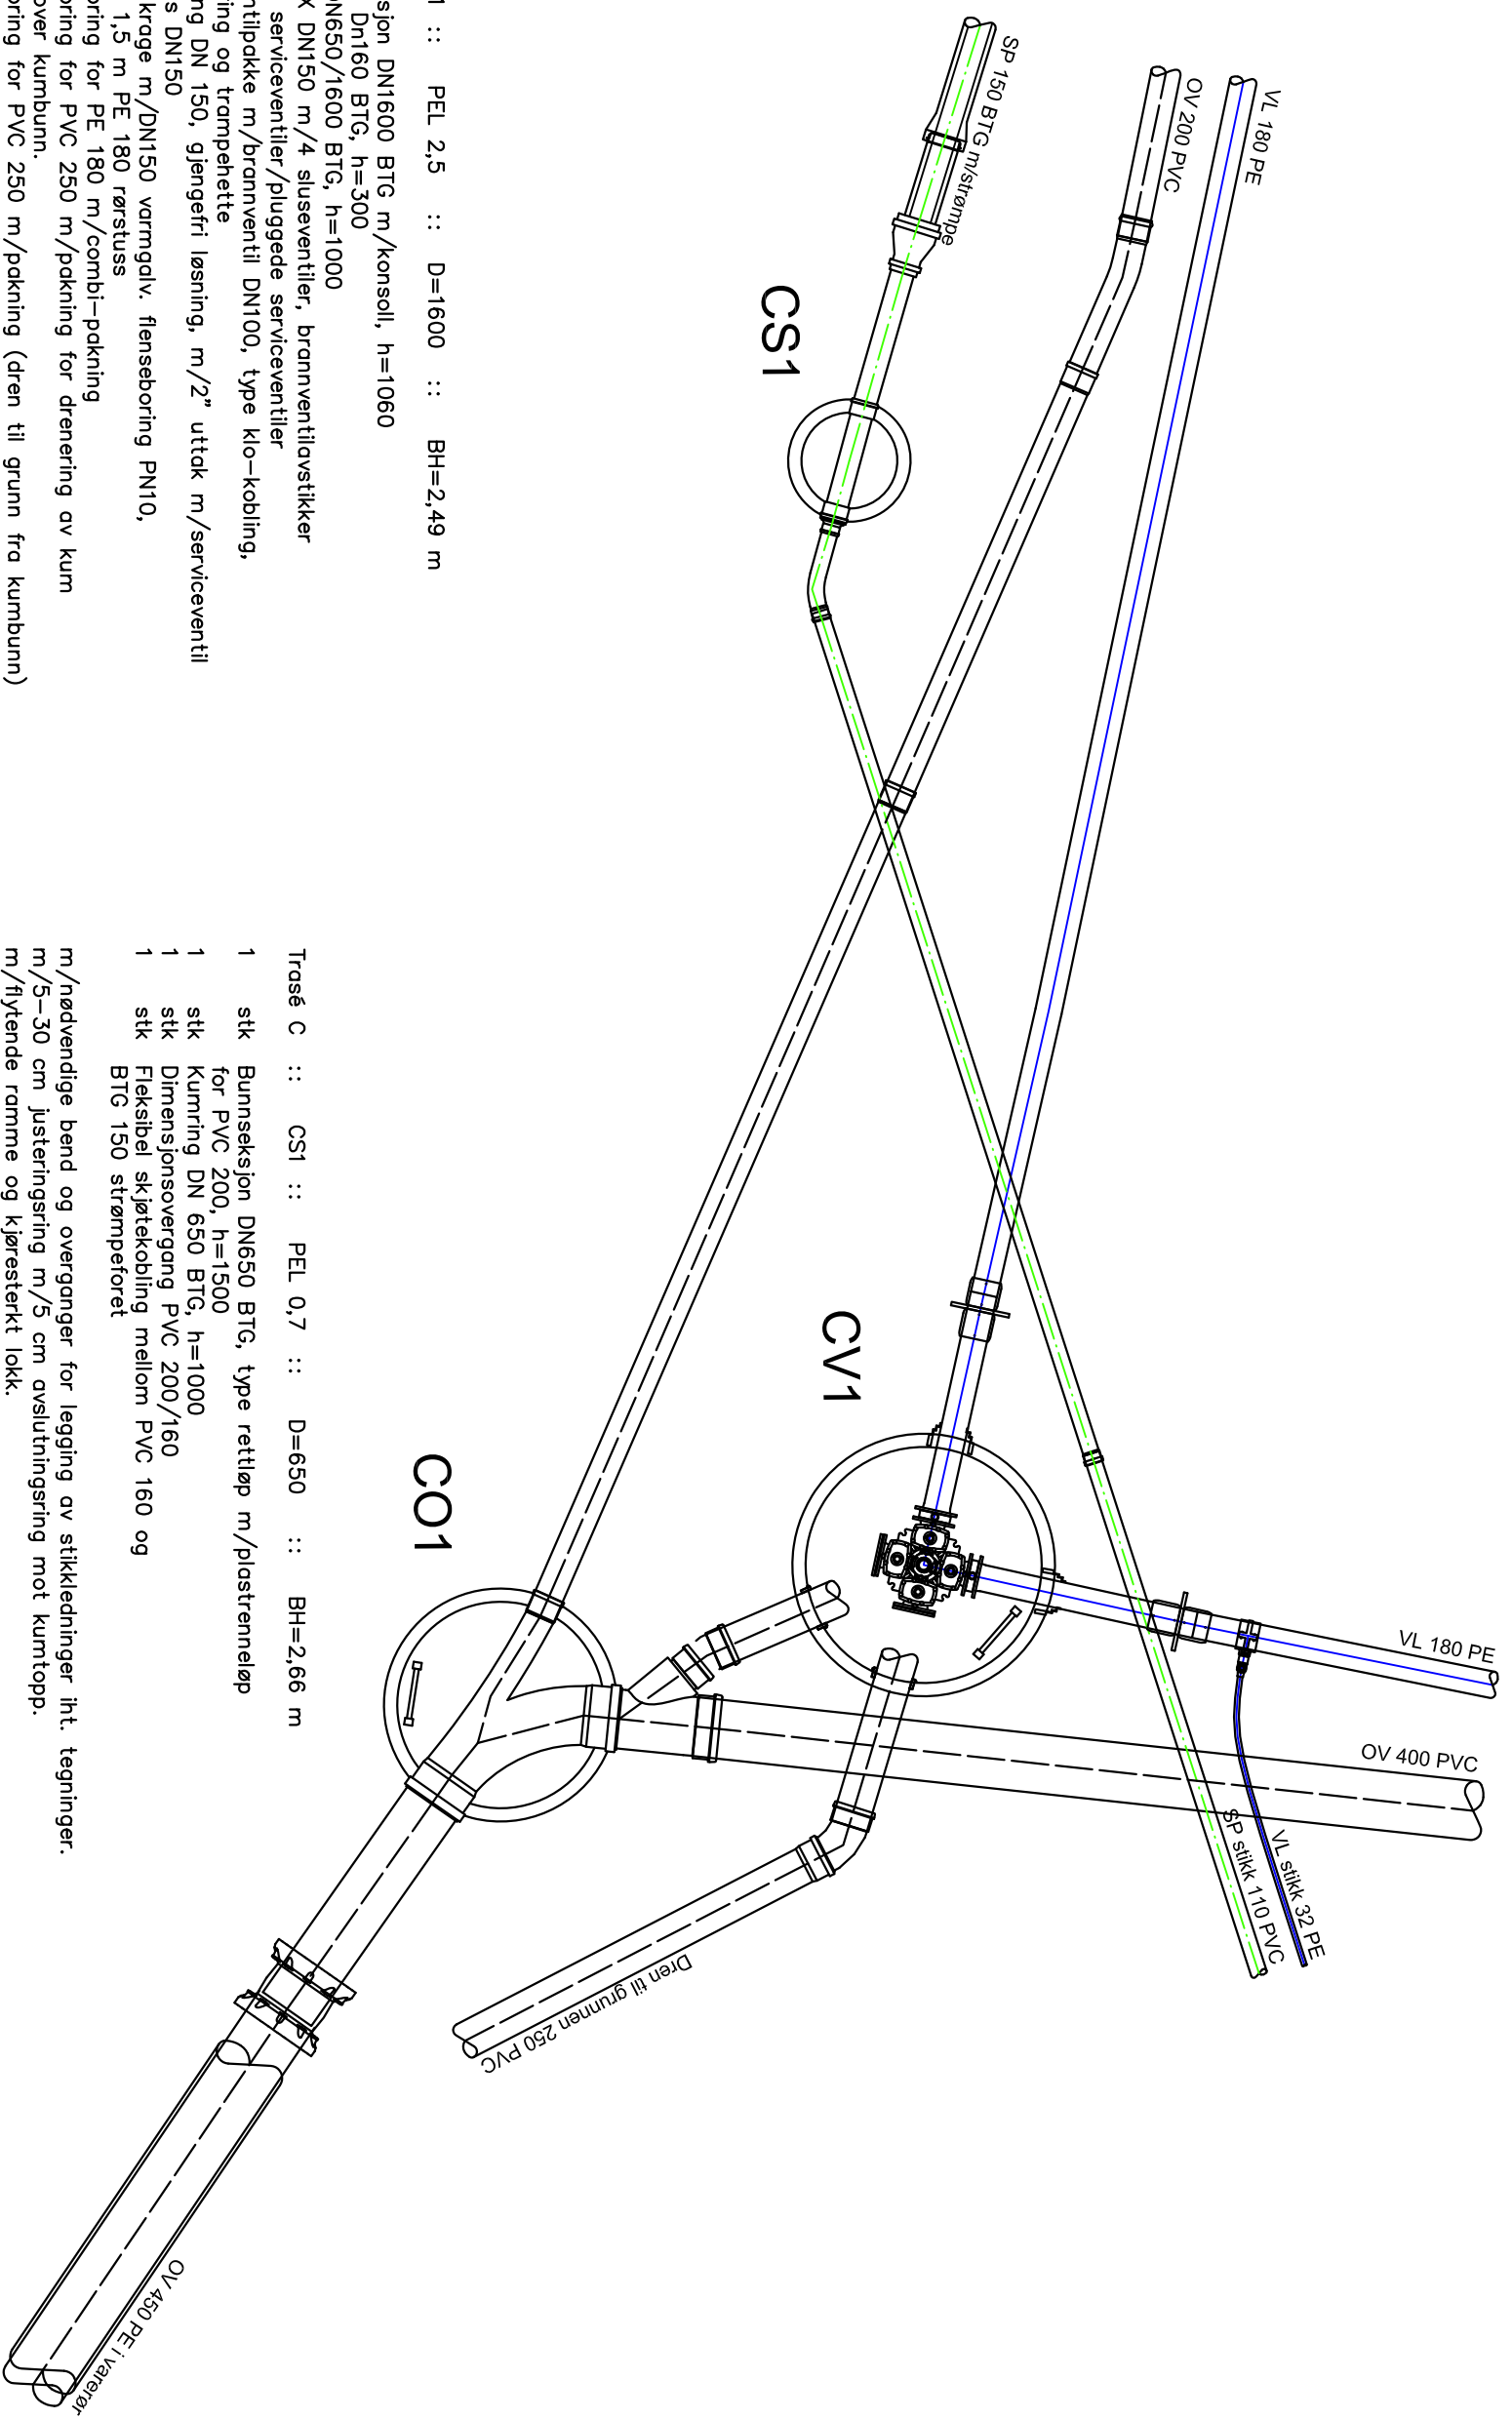 VL 180 PE
OV 200 PVC
SP 150 BTG m/strømpe
VL 180 PE
OV 400 PVC
VL stikk 32 PE
SP stikk 110 PVC
CS1
CV1
CO1
Dren til grunnen 250 PVC
OV 450 PE i varerør
1 :: PEL 2,5 :: D=1600 :: BH=2,49 m
sjon DN1600 BTG m/konsoll, h=1060
Dn160 BTG, h=300
DN650/1600 BTG, h=1000
X DN150 m/4 sluseventiler, brannventilavstikker
serviceventiler/pluggede serviceventiler
ntilpakke m/brannventil DN100, type klo-kobling,
ring og trampehette
ng DN 150, gjengefri løsning, m/2" uttak m/serviceventil
s DN150
krage m/DN150 varmgalv. flenseboring PN10,
1,5 m PE 180 rørstuss
oring for PE 180 m/combi-pakning
oring for PVC 250 m/pakning for drenering av kum
over kumbunn.
oring for PVC 250 m/pakning (dren til grunn fra kumbunn)
Trasé C :: CS1 :: PEL 0,7 :: D=650 :: BH=2,66 m
1 stk Bunnseksjon DN650 BTG, type rettløp m/plastrenneløp
for PVC 200, h=1500
1 stk Kumring DN 650 BTG, h=1000
1 stk Dimensjonsovergang PVC 200/160
1 stk Fleksibel skjøtekobling mellom PVC 160 og
BTG 150 strømpeforet
m/nødvendige bend og overganger for legging av stikkledninger iht. tegninger.
m/5-30 cm justeringsring m/5 cm avslutningsring mot kumtopp.
m/flytende ramme og kjøresterkt lokk.